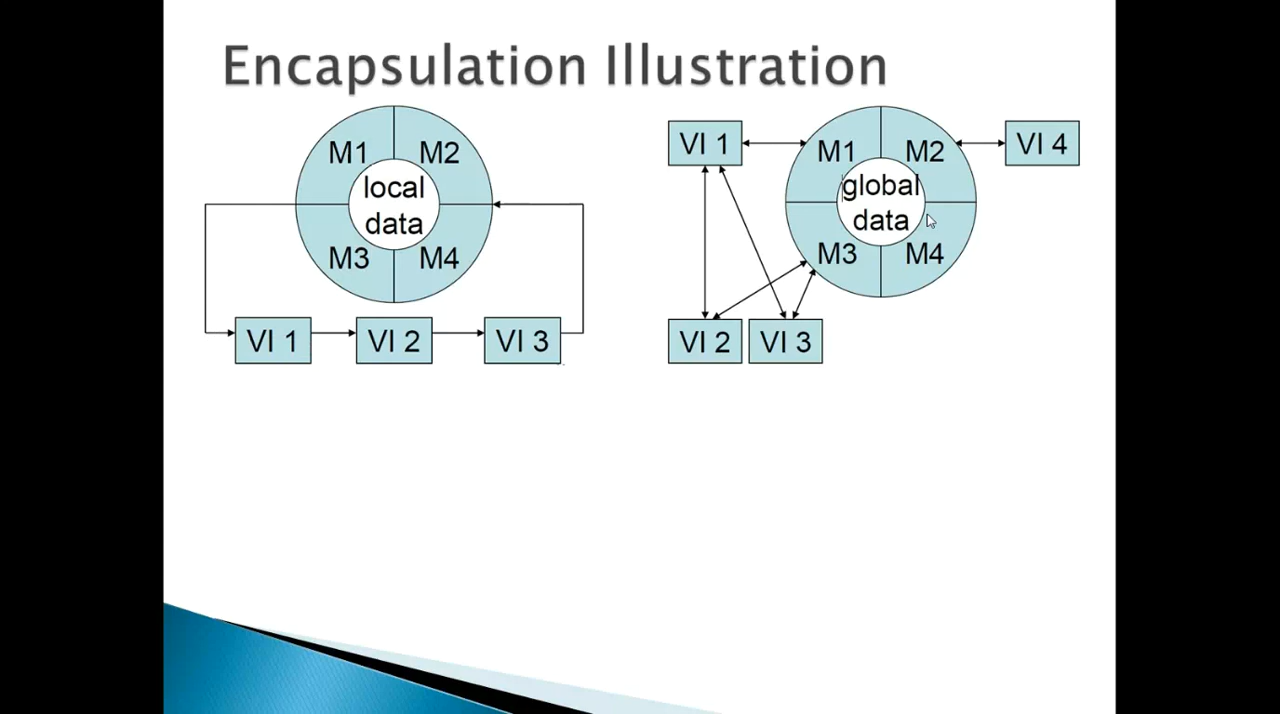 Encapsulation Illustration
M1 M2
local
data
M3 M4
VI 1 VI 2 VI 3
VI 1 M1 M2 VI 4
global
data
M3 M4
VI 2 VI 3